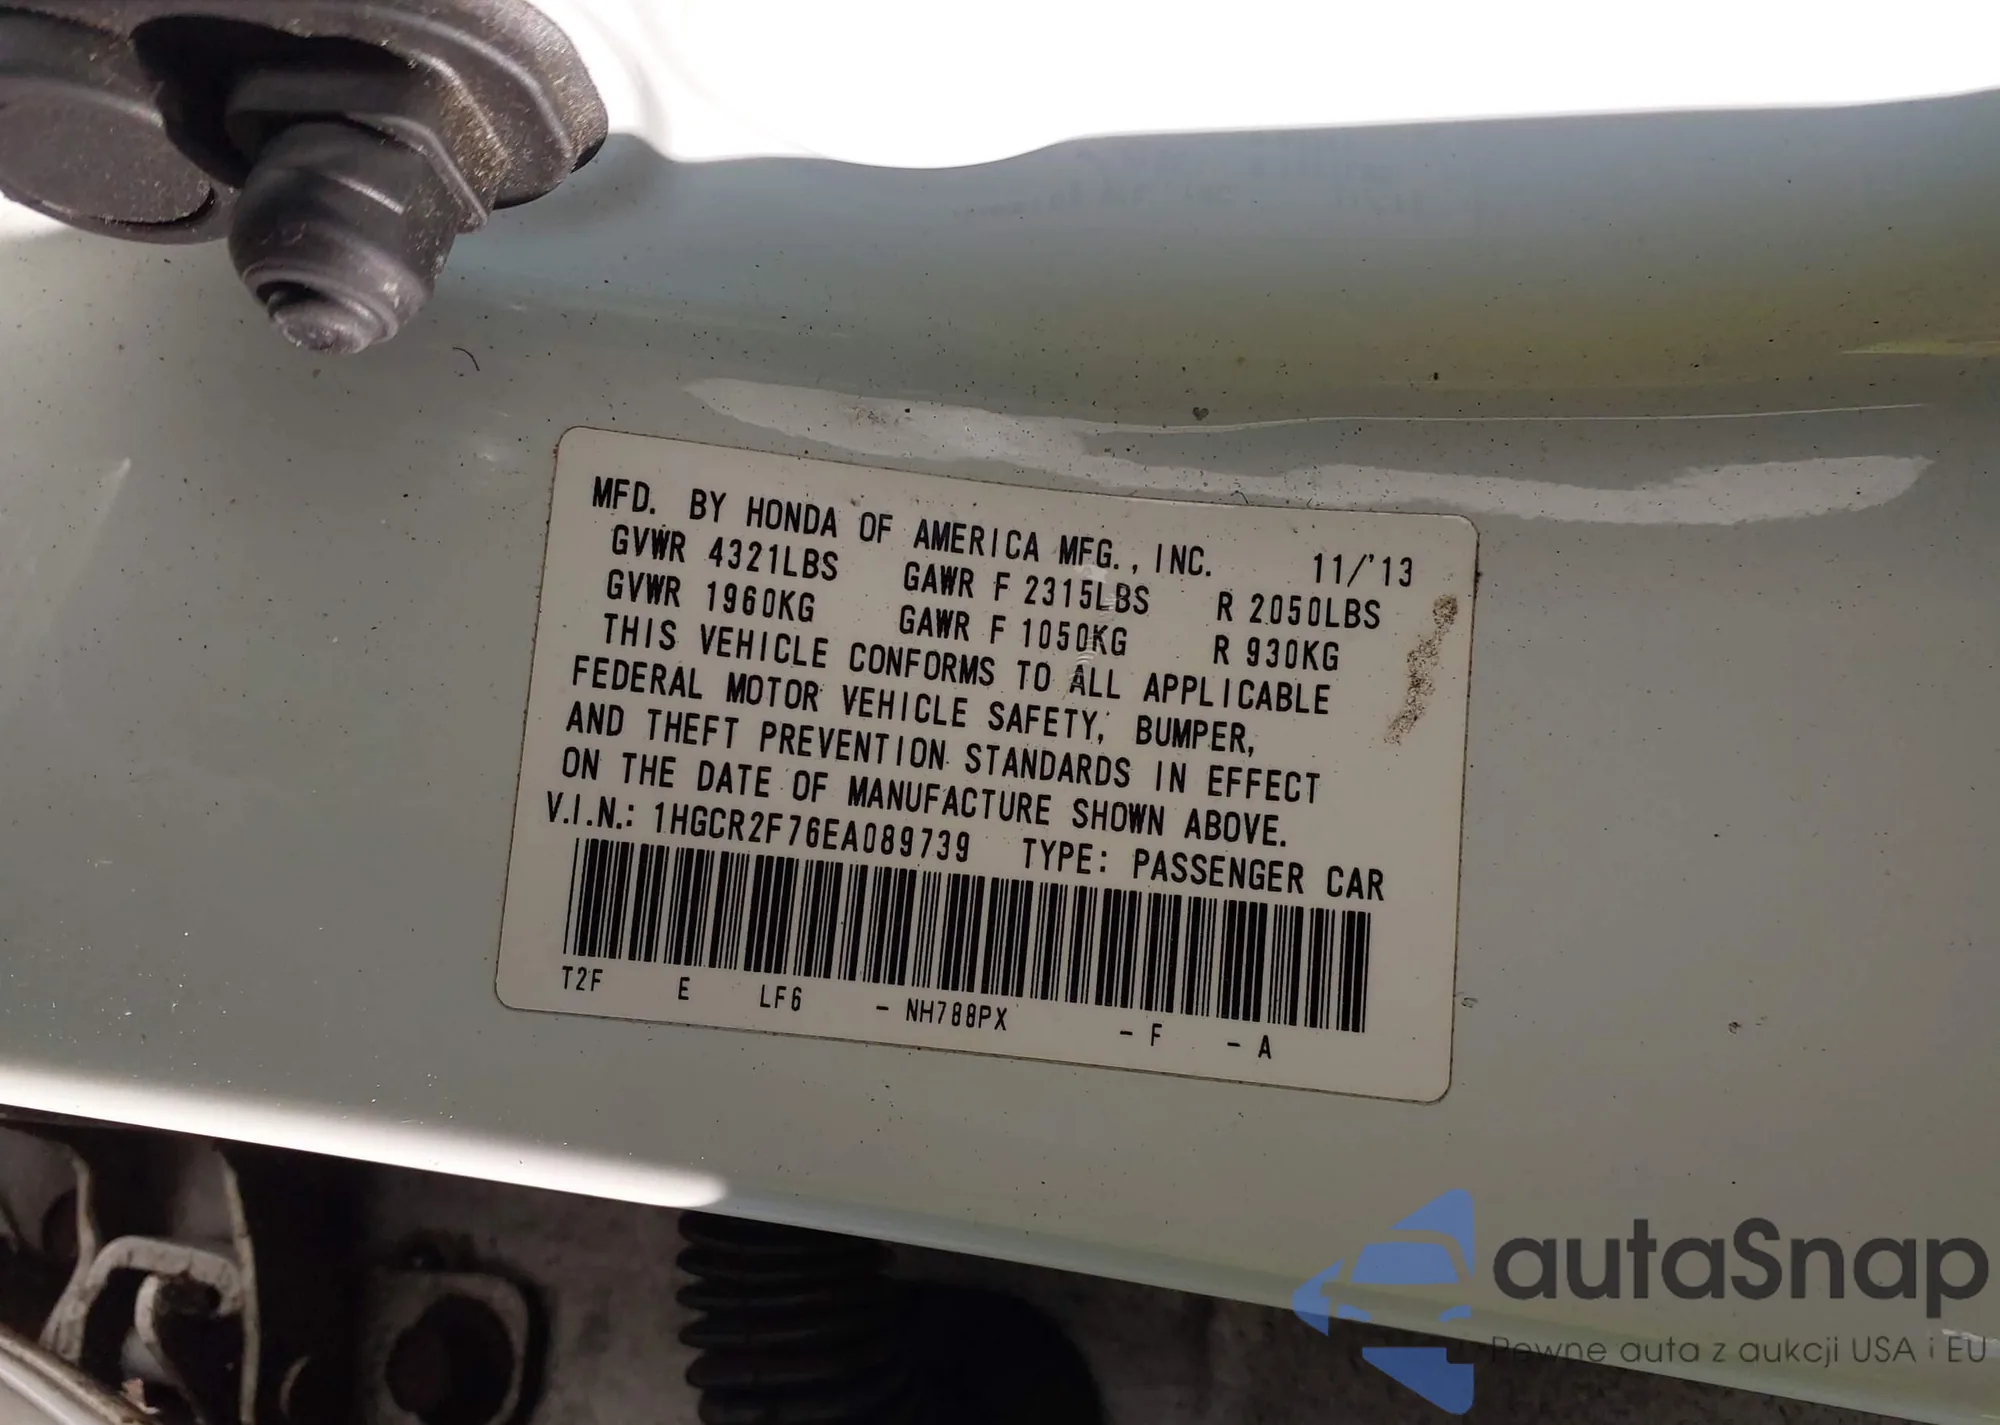 MFD. BY HONDA OF AMERICA MFG., INC. 11/'13
GVWR 4321LBS GAWR F 2315LBS R 2050LBS
GVWR 1960KG GAWR F 1050KG R 930KG
THIS VEHICLE CONFORMS TO ALL APPLICABLE
FEDERAL MOTOR VEHICLE SAFETY, BUMPER,
AND THEFT PREVENTION STANDARDS IN EFFECT
ON THE DATE OF MANUFACTURE SHOWN ABOVE.
V.I.N.: 1HGCR2F76EA089739 TYPE: PASSENGER CAR
T2F E LF6 - NH788PX - F - A
autaSnap
Pewne auta z aukcji USA i EU